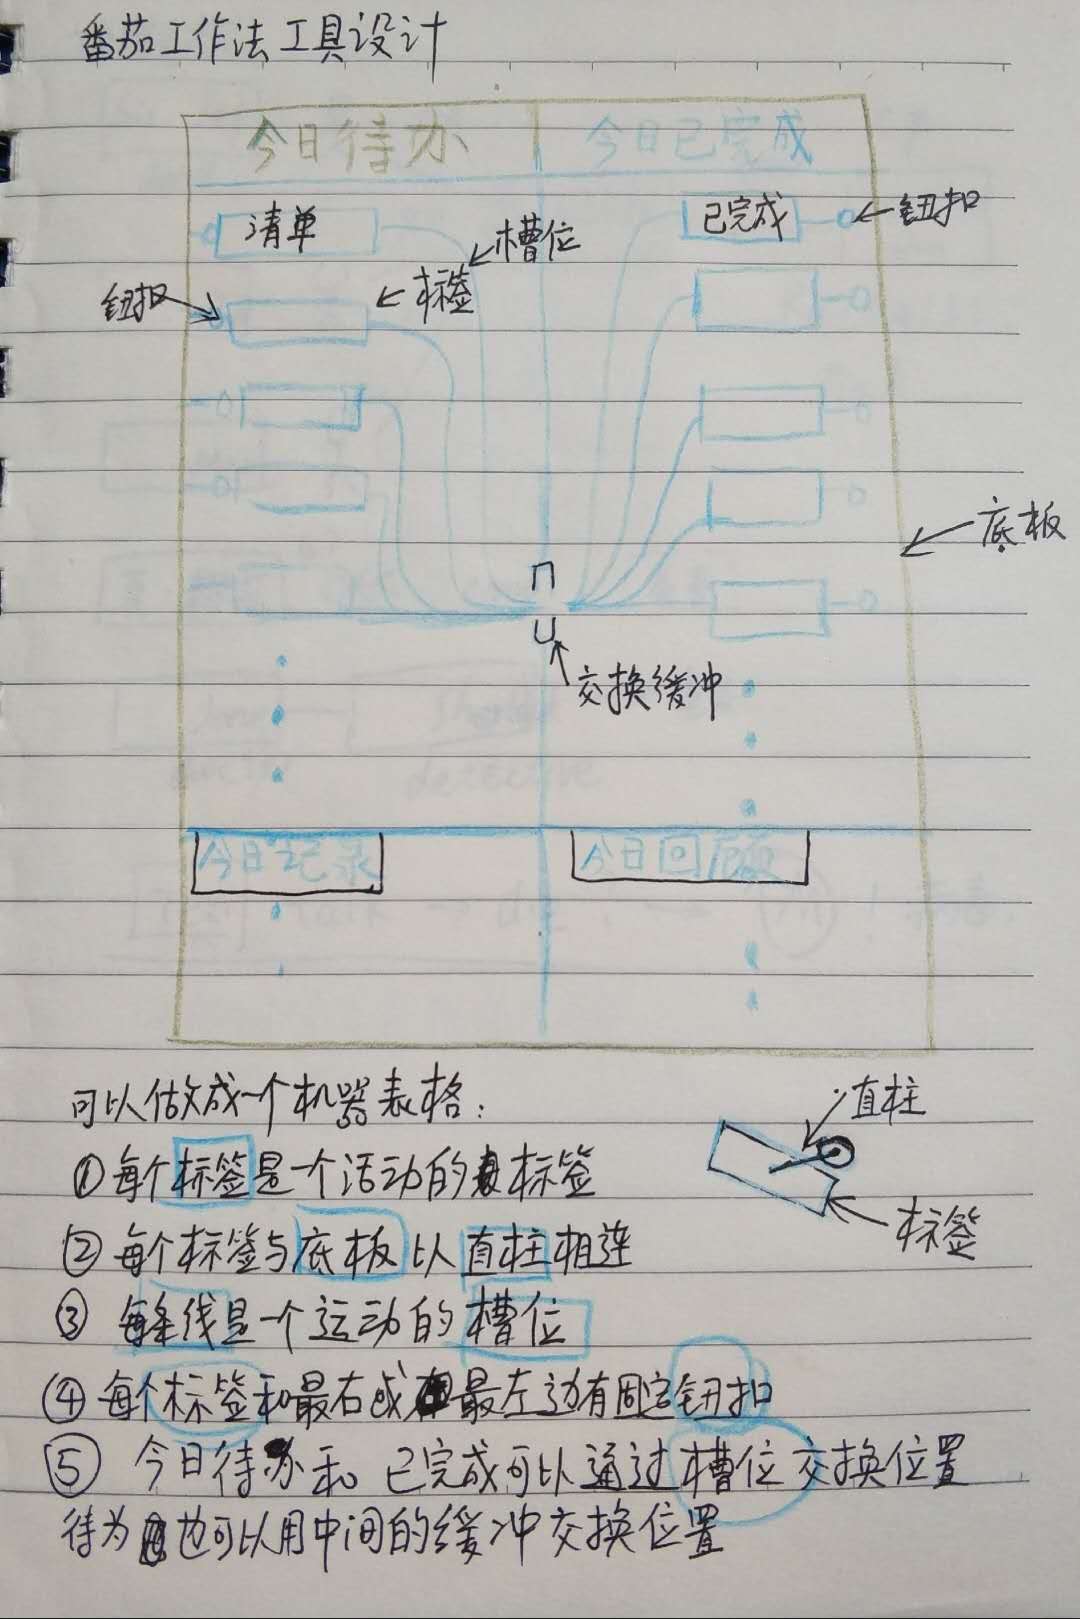 番茄工作法工具设计
今日待办 今日已完成
清单 已完成 钮扣
槽位
标签
钮扣
底板
交换缓冲
今日记录 今日回顾
可以做成一个机器表格：
直柱
①每个标签是一个活动的标签
标签
②每个标签与底板以直柱相连
③每条线是一个运动的槽位
④每个标签和最右或最左边有固定钮扣
⑤今日待办和已完成可以通过槽位交换位置
待为也可以用中间的缓冲交换位置